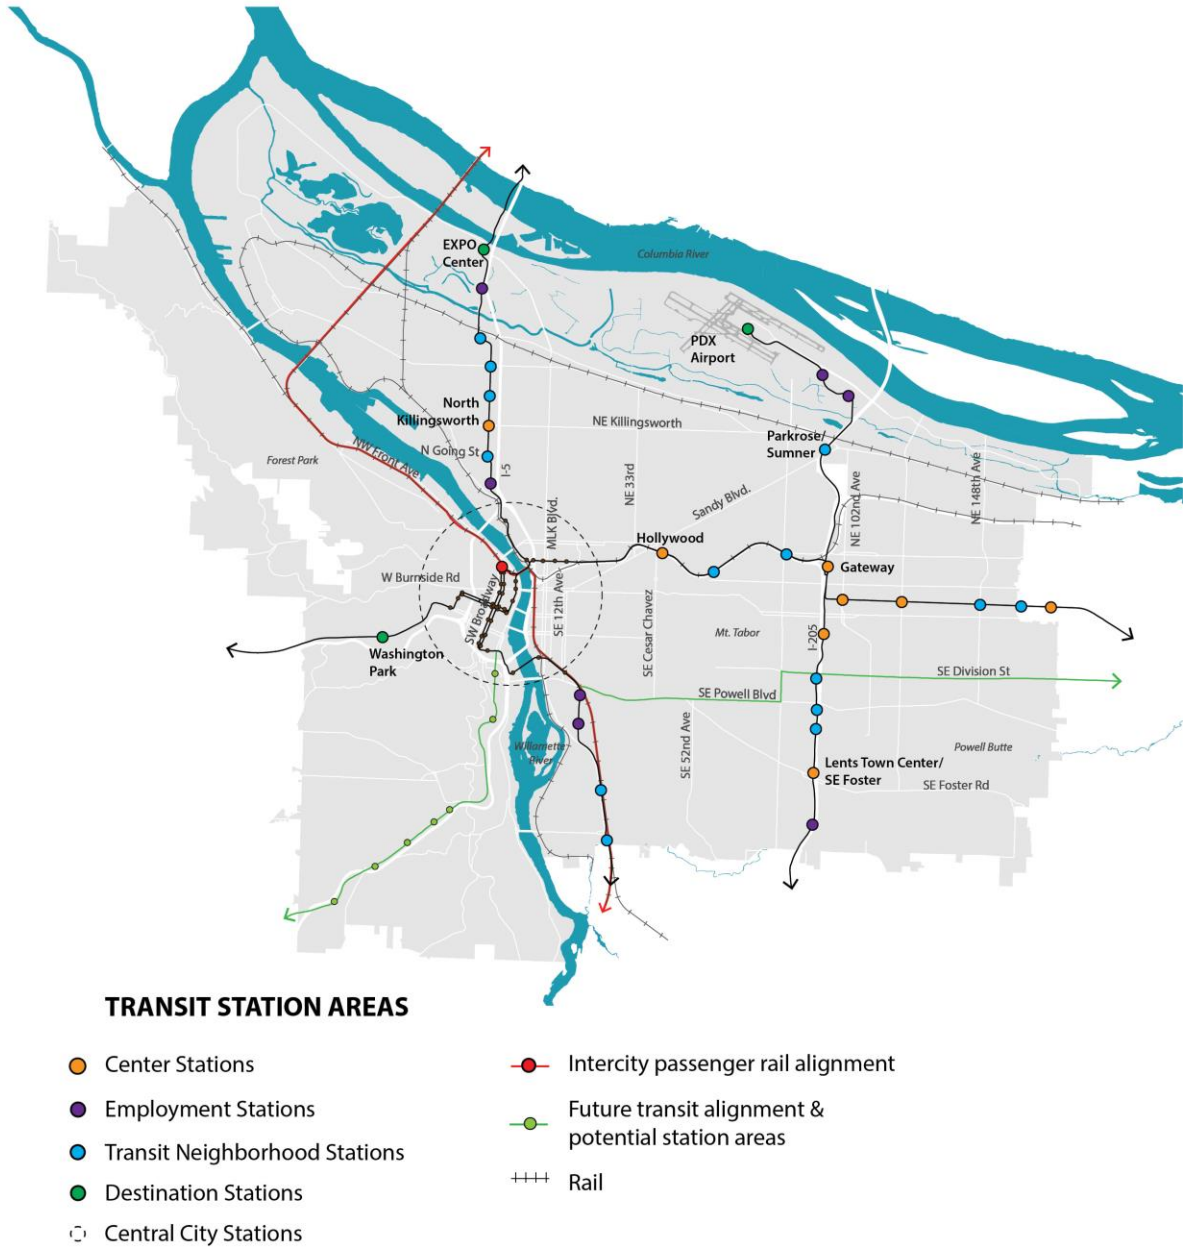 EXPO
Center
Columbia River
PDX
Airport
North
Killingsworth
NE Killingsworth
Parkrose/
Sumner
N Going St
NW Front Ave
Forest Park
I-5
NE 33rd
Sandy Blvd.
NE 102nd Ave
NE 148th Ave
MLK Blvd.
Hollywood
Gateway
W Burnside Rd
SW Broadway
SE 12th Ave
SE Cesar Chavez
Mt. Tabor
I-205
Washington
Park
SE Division St
SE Powell Blvd
Willamette
River
SE 52nd Ave
Powell Butte
Lents Town Center/
SE Foster
SE Foster Rd
TRANSIT STATION AREAS
Center Stations
Employment Stations
Transit Neighborhood Stations
Destination Stations
Central City Stations
Intercity passenger rail alignment
Future transit alignment &
potential station areas
Rail